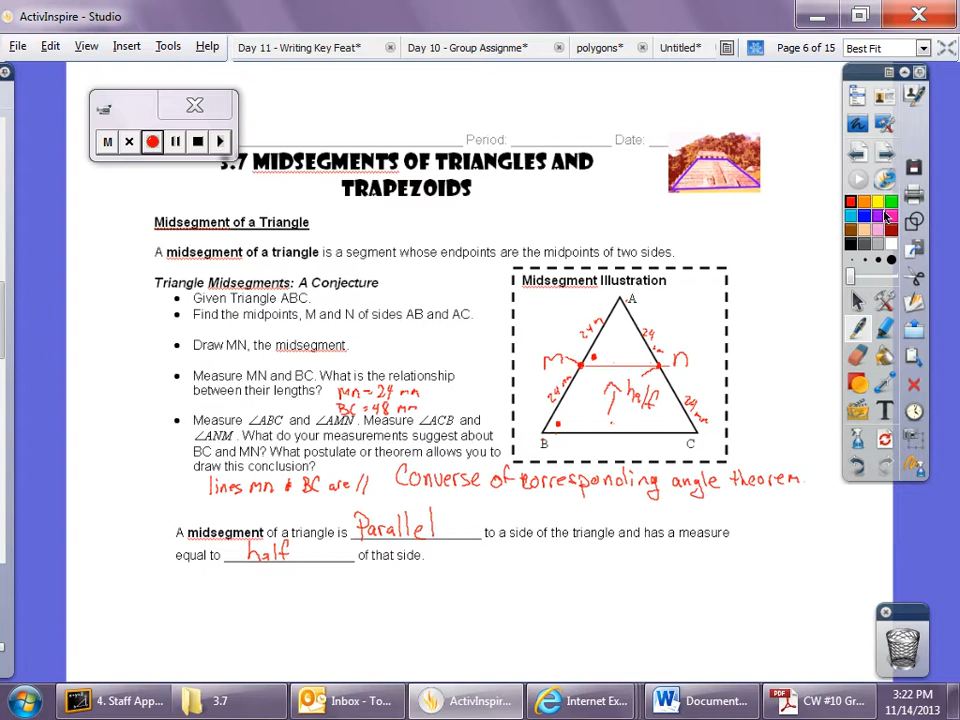 ActivInspire - Studio
File Edit View Insert Tools Help Day 11 - Writing Key Feat* Day 10 - Group Assignme* polygons* Untitled* Page 6 of 15 Best Fit
M
Period: Date:
3.7 MIDSEGMENTS OF TRIANGLES AND
TRAPEZOIDS
Midsegment of a Triangle
A midsegment of a triangle is a segment whose endpoints are the midpoints of two sides.
Triangle Midsegments: A Conjecture
• Given Triangle ABC.
• Find the midpoints, M and N of sides AB and AC.
• Draw MN, the midsegment.
• Measure MN and BC. What is the relationship
between their lengths? mn = 24 mm
BC = 48 mm
• Measure ∠ABC and ∠AMN. Measure ∠ACB and
∠ANM. What do your measurements suggest about
BC and MN? What postulate or theorem allows you to
draw this conclusion?
lines mn & BC are // Converse of corresponding angle theorem.
Midsegment Illustration
A
24 mm 24 mm
m n
24 mm half 24 mm
B C
A midsegment of a triangle is Parallel to a side of the triangle and has a measure
equal to half of that side.
4. Staff App... 3.7 Inbox - To... ActivInspire... Internet Ex... Document... CW #10 Gr... 3:22 PM
11/14/2013